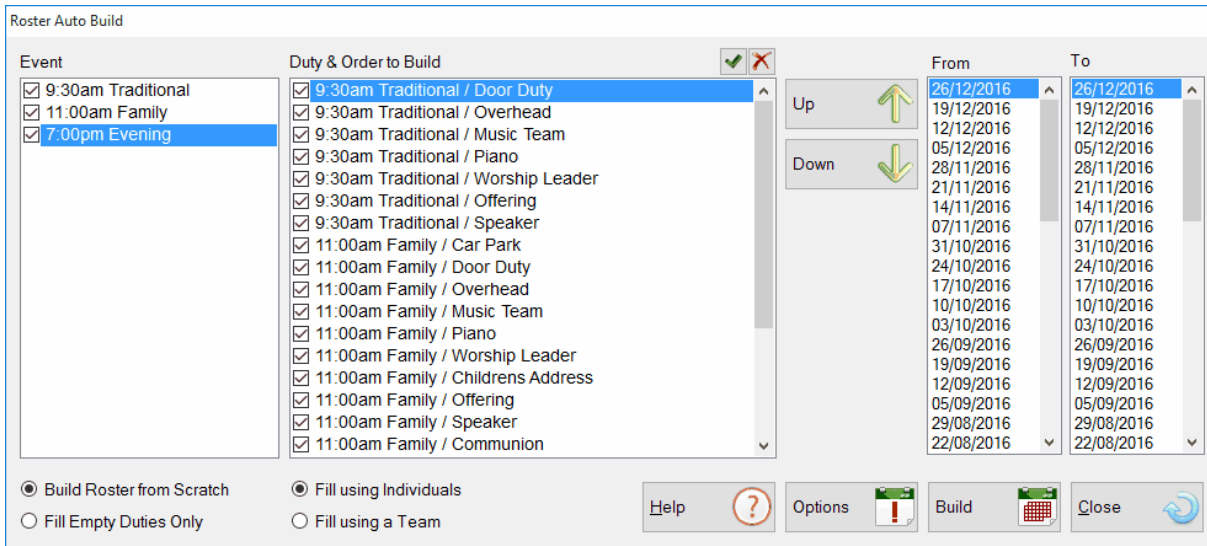 Roster Auto Build
Event
9:30am Traditional
11:00am Family
7:00pm Evening
Duty & Order to Build
9:30am Traditional / Door Duty
9:30am Traditional / Overhead
9:30am Traditional / Music Team
9:30am Traditional / Piano
9:30am Traditional / Worship Leader
9:30am Traditional / Offering
9:30am Traditional / Speaker
11:00am Family / Car Park
11:00am Family / Door Duty
11:00am Family / Overhead
11:00am Family / Music Team
11:00am Family / Piano
11:00am Family / Worship Leader
11:00am Family / Childrens Address
11:00am Family / Offering
11:00am Family / Speaker
11:00am Family / Communion
Up
Down
From
26/12/2016
19/12/2016
12/12/2016
05/12/2016
28/11/2016
21/11/2016
14/11/2016
07/11/2016
31/10/2016
24/10/2016
17/10/2016
10/10/2016
03/10/2016
26/09/2016
19/09/2016
12/09/2016
05/09/2016
29/08/2016
22/08/2016
To
26/12/2016
19/12/2016
12/12/2016
05/12/2016
28/11/2016
21/11/2016
14/11/2016
07/11/2016
31/10/2016
24/10/2016
17/10/2016
10/10/2016
03/10/2016
26/09/2016
19/09/2016
12/09/2016
05/09/2016
29/08/2016
22/08/2016
Build Roster from Scratch
Fill Empty Duties Only
Fill using Individuals
Fill using a Team
Help
Options
Build
Close